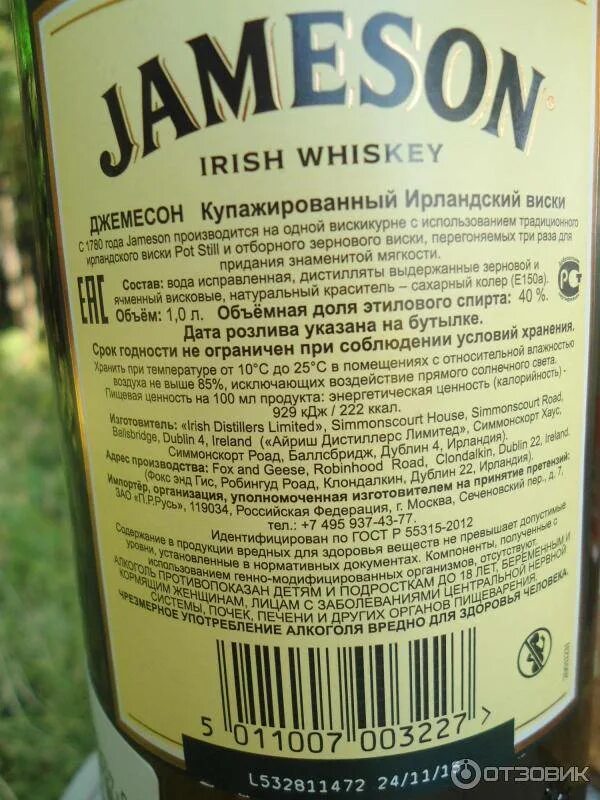 JAMESON
IRISH WHISKEY
ДЖЕМЕСОН Купажированный Ирландский виски
С 1780 года Jameson производится на одной вискикурне с использованием традиционного
ирландского виски Pot Still и отборного зернового виски, перегоняемых три раза для
придания знаменитой мягкости.
Состав: вода исправленная, дистилляты выдержанные зерновой и
ячменный висковые, натуральный краситель – сахарный колер (Е150а).
Объём: 1,0 л. Объёмная доля этилового спирта: 40 %.
Дата розлива указана на бутылке.
Срок годности не ограничен при соблюдении условий хранения.
Хранить при температуре от 10°С до 25°С в помещениях с относительной влажностью
воздуха не выше 85%, исключающих воздействие прямого солнечного света.
Пищевая ценность на 100 мл продукта: энергетическая ценность (калорийность) -
929 кДж / 222 ккал.
Изготовитель: «Irish Distillers Limited», Simmonscourt House, Simmonscourt Road,
Ballsbridge, Dublin 4, Ireland («Айриш Дистиллерс Лимитед», Симмонскорт Хаус,
Симмонскорт Роад, Баллсбридж, Дублин 4, Ирландия).
Адрес производства: Fox and Geese, Robinhood Road, Clondalkin, Dublin 22, Ireland.
(Фокс энд Гис, Робингуд Роад, Клондалкин, Дублин 22, Ирландия).
Импортёр, организация, уполномоченная изготовителем на принятие претензий:
ЗАО «П.Р.Русь», 119034, Российская Федерация, г. Москва, Сеченовский пер., д. 7,
тел.: +7 495 937-43-77.
Идентифицирован по ГОСТ Р 55315-2012
Содержание в продукции вредных для здоровья веществ не превышает допустимые
уровни, установленные в нормативных документах. Компоненты, полученные с
использованием генно-модифицированных организмов, отсутствуют.
АЛКОГОЛЬ ПРОТИВОПОКАЗАН ДЕТЯМ И ПОДРОСТКАМ ДО 18 ЛЕТ, БЕРЕМЕННЫМ И
КОРМЯЩИМ ЖЕНЩИНАМ, ЛИЦАМ С ЗАБОЛЕВАНИЯМИ ЦЕНТРАЛЬНОЙ НЕРВНОЙ
СИСТЕМЫ, ПОЧЕК, ПЕЧЕНИ И ДРУГИХ ОРГАНОВ ПИЩЕВАРЕНИЯ.
ЧРЕЗМЕРНОЕ УПОТРЕБЛЕНИЕ АЛКОГОЛЯ ВРЕДНО ДЛЯ ЗДОРОВЬЯ ЧЕЛОВЕКА.
5 011007 003227 >
L532811472 24/11/15
ОТЗОВИК